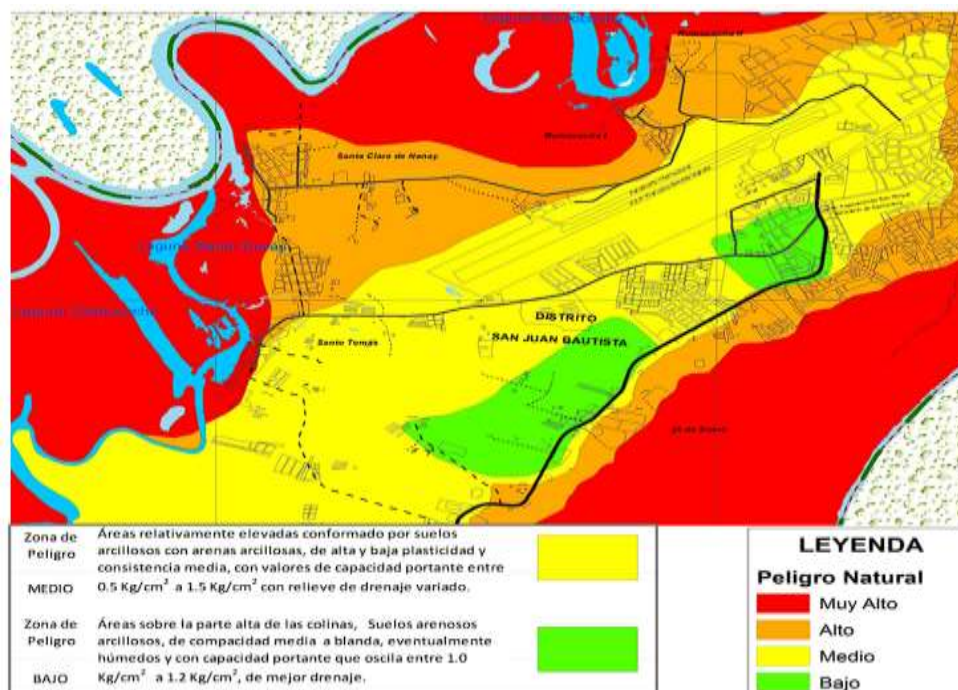 Santa Clara de Nanay
Santo Tomás
DISTRITO
SAN JUAN BAUTISTA
Zona de Peligro MEDIO
Áreas relativamente elevadas conformado por suelos
arcillosos con arenas arcillosas, de alta y baja plasticidad y
consistencia media, con valores de capacidad portante entre
0.5 Kg/cm² a 1.5 Kg/cm² con relieve de drenaje variado.
Zona de Peligro BAJO
Áreas sobre la parte alta de las colinas, Suelos arenosos
arcillosos, de compacidad media a blanda, eventualmente
húmedos y con capacidad portante que oscila entre 1.0
Kg/cm² a 1.2 Kg/cm², de mejor drenaje.
LEYENDA
Peligro Natural
Muy Alto
Alto
Medio
Bajo